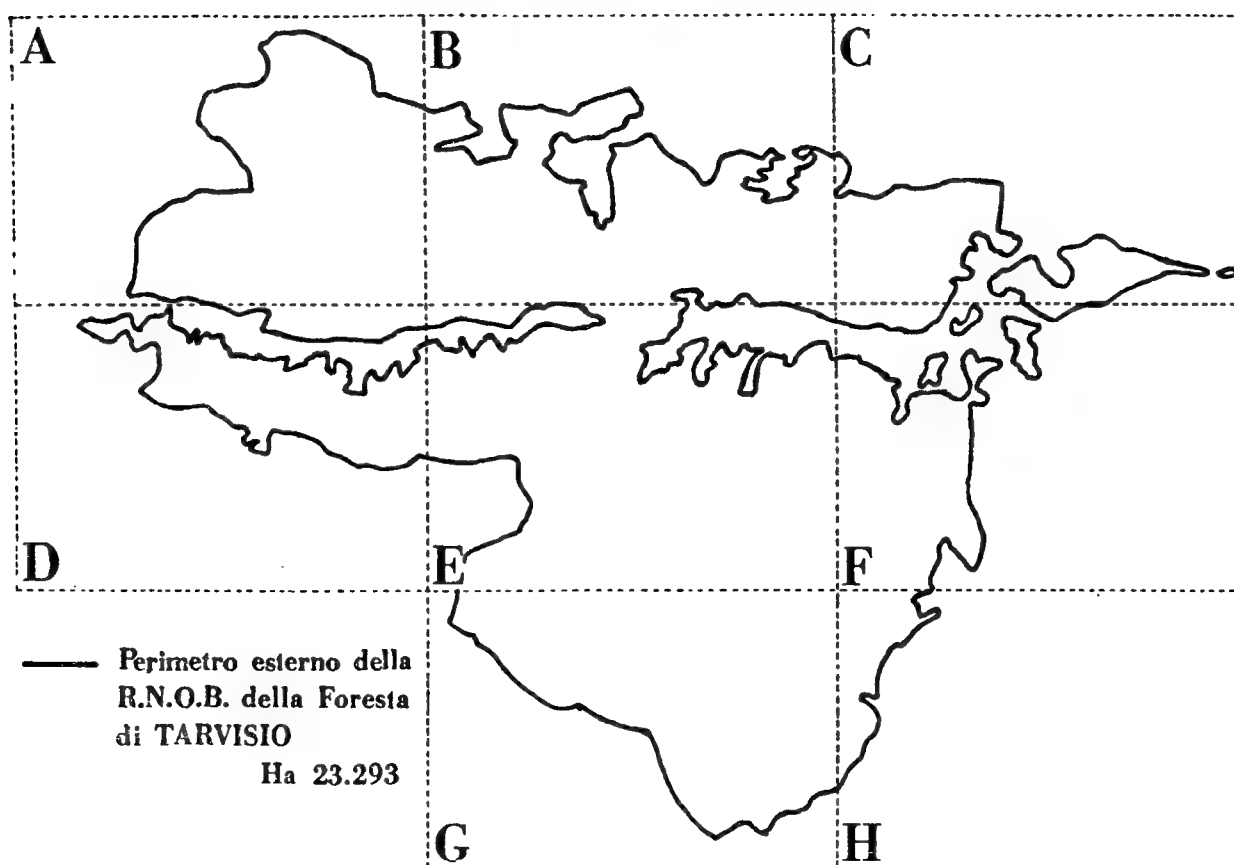 A
B
C
D
E
F
Perimetro esterno della
R.N.O.B. della Foresta
di TARVISIO
Ha 23.293
G
H